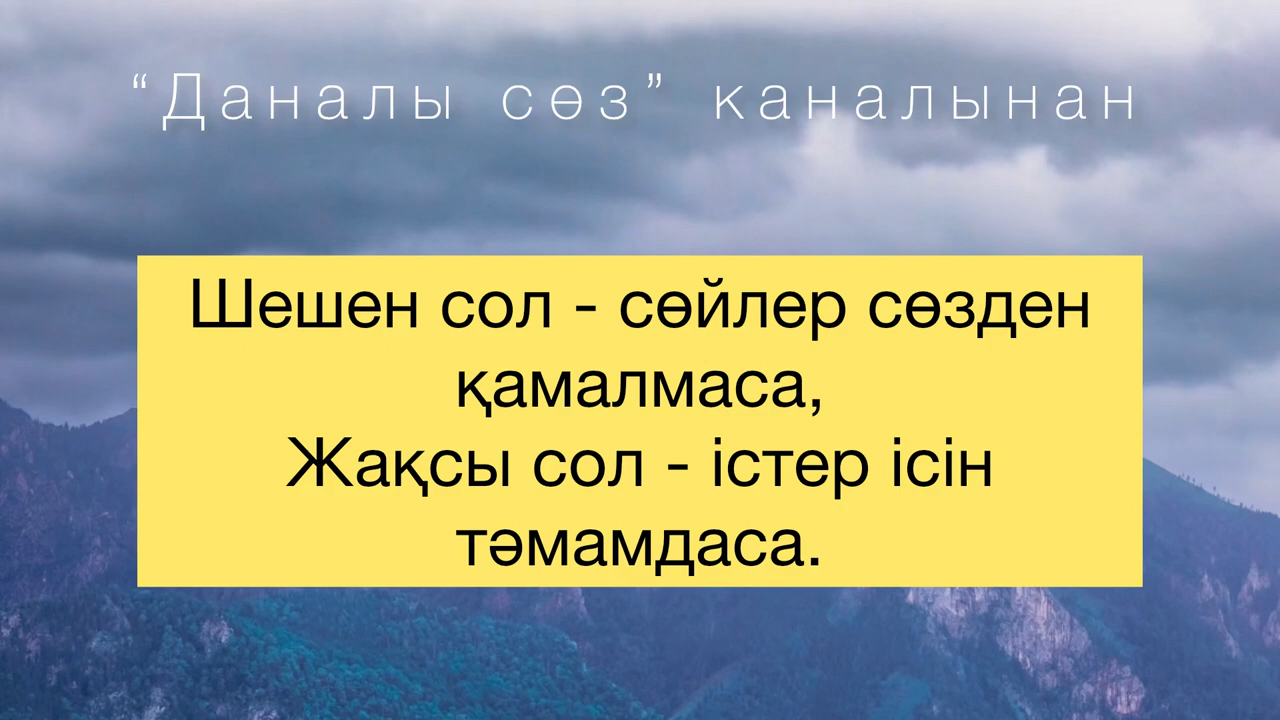 “Даналы сөз” каналынан
Шешен сол - сөйлер сөзден
қамалмаса,
Жақсы сол - істер ісін
тәмамдаса.